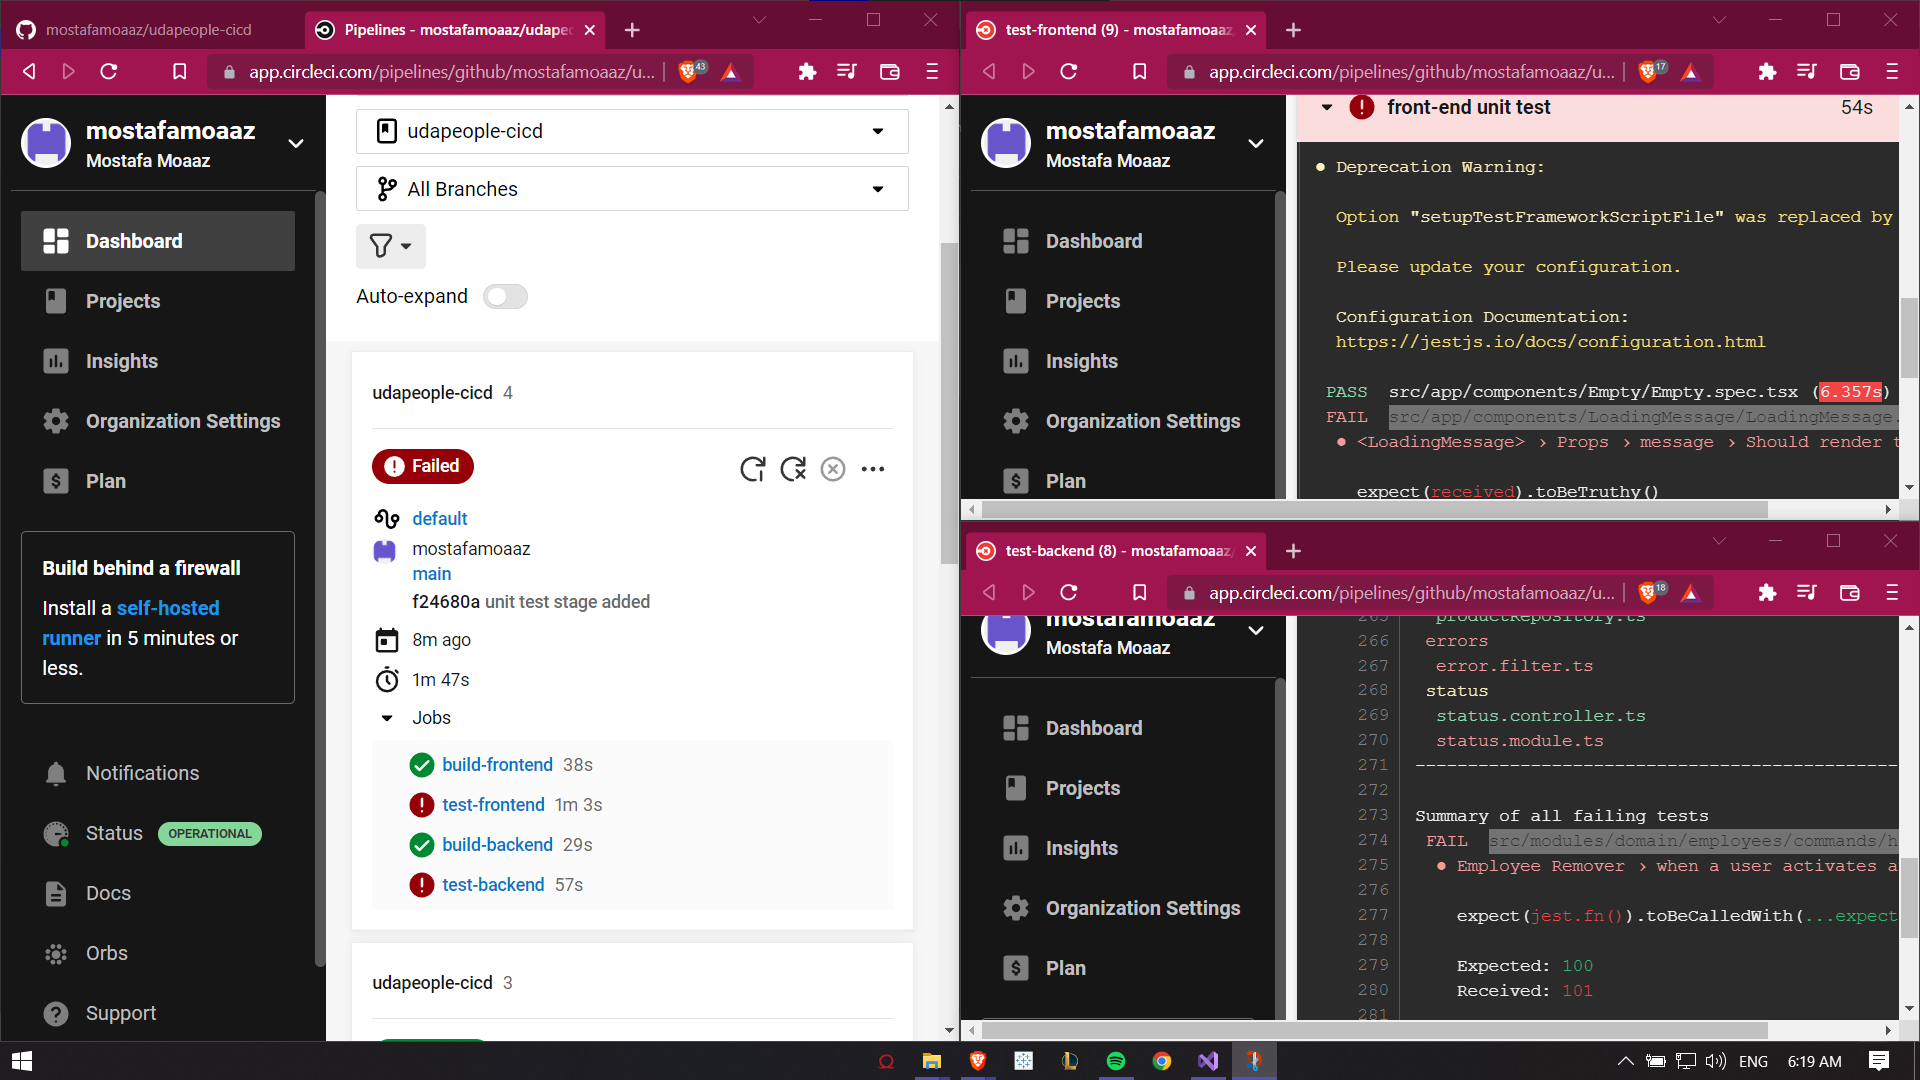 mostafamoaaz/udapeople-cicd
Pipelines - mostafamoaaz/udape
app.circleci.com/pipelines/github/mostafamoaaz/u...
43
mostafamoaaz
Mostafa Moaaz
Dashboard
Projects
Insights
Organization Settings
Plan
Build behind a firewall
Install a self-hosted
runner in 5 minutes or
less.
Notifications
Status OPERATIONAL
Docs
Orbs
Support
udapeople-cicd
All Branches
Auto-expand
udapeople-cicd 4
Failed
default
mostafamoaaz
main
f24680a unit test stage added
8m ago
1m 47s
Jobs
build-frontend 38s
test-frontend 1m 3s
build-backend 29s
test-backend 57s
udapeople-cicd 3
test-frontend (9) - mostafamoaaz
app.circleci.com/pipelines/github/mostafamoaaz/u...
17
mostafamoaaz
Mostafa Moaaz
Dashboard
Projects
Insights
Organization Settings
Plan
front-end unit test 54s
● Deprecation Warning:
Option "setupTestFrameworkScriptFile" was replaced by
Please update your configuration.
Configuration Documentation:
https://jestjs.io/docs/configuration.html
PASS src/app/components/Empty/Empty.spec.tsx (6.357s)
FAIL src/app/components/LoadingMessage/LoadingMessage.
● <LoadingMessage> › Props › message › Should render t
expect(received).toBeTruthy()
test-backend (8) - mostafamoaaz
app.circleci.com/pipelines/github/mostafamoaaz/u...
18
mostafamoaaz
Mostafa Moaaz
Dashboard
Projects
Insights
Organization Settings
Plan
265 productRepository.ts
266 errors
267 error.filter.ts
268 status
269 status.controller.ts
270 status.module.ts
271 ----------------------------------------------
272
273 Summary of all failing tests
274 FAIL src/modules/domain/employees/commands/h
275 ● Employee Remover › when a user activates a
276
277 expect(jest.fn()).toBeCalledWith(...expect
278
279 Expected: 100
280 Received: 101
281
ENG 6:19 AM